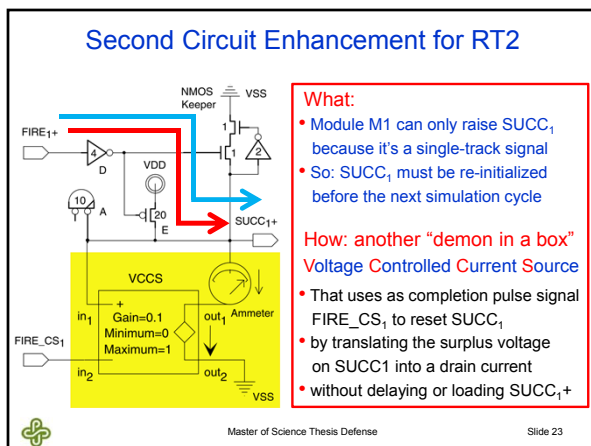 Second Circuit Enhancement for RT2
NMOS
Keeper
VSS
FIRE1+
4
D
1
1
2
VDD
20
E
10
A
SUCC1+
VCCS
Ammeter
in1
+
Gain=0.1
Minimum=0
Maximum=1
out1
FIRE_CS1
in2
out2
VSS
What:
• Module M1 can only raise SUCC1
because it's a single-track signal
• So: SUCC1 must be re-initialized
before the next simulation cycle
How: another “demon in a box”
Voltage Controlled Current Source
• That uses as completion pulse signal
FIRE_CS1 to reset SUCC1
• by translating the surplus voltage
on SUCC1 into a drain current
• without delaying or loading SUCC1+
Master of Science Thesis Defense
Slide 23